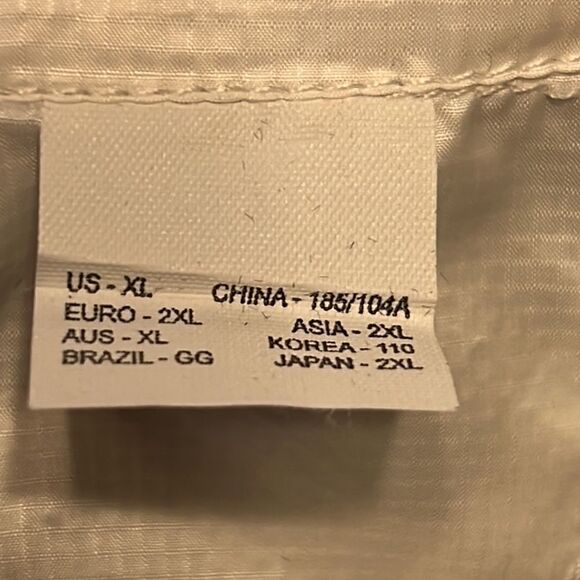 US - XL
EURO - 2XL
AUS - XL
BRAZIL - GG
CHINA - 185/104A
ASIA - 2XL
KOREA - 110
JAPAN - 2XL